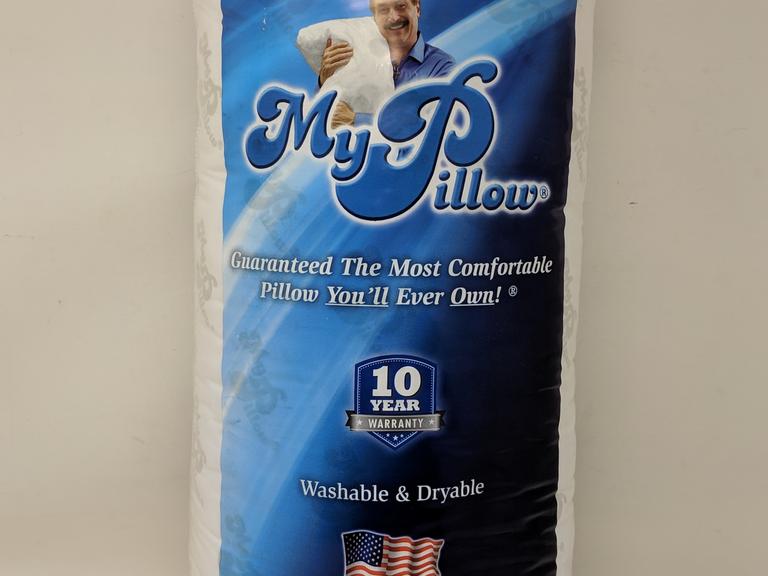 MyPillow®
Guaranteed The Most Comfortable
Pillow You'll Ever Own! ®
10
YEAR
WARRANTY
Washable & Dryable